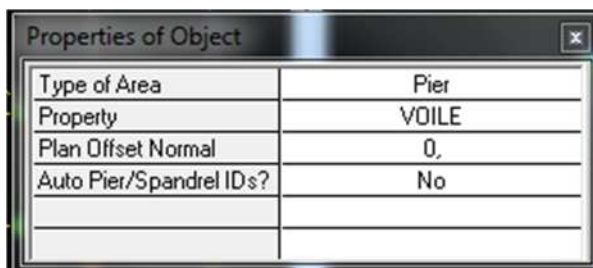 Properties of Object
x
Type of Area Pier
Property VOILE
Plan Offset Normal 0,
Auto Pier/Spandrel IDs? No